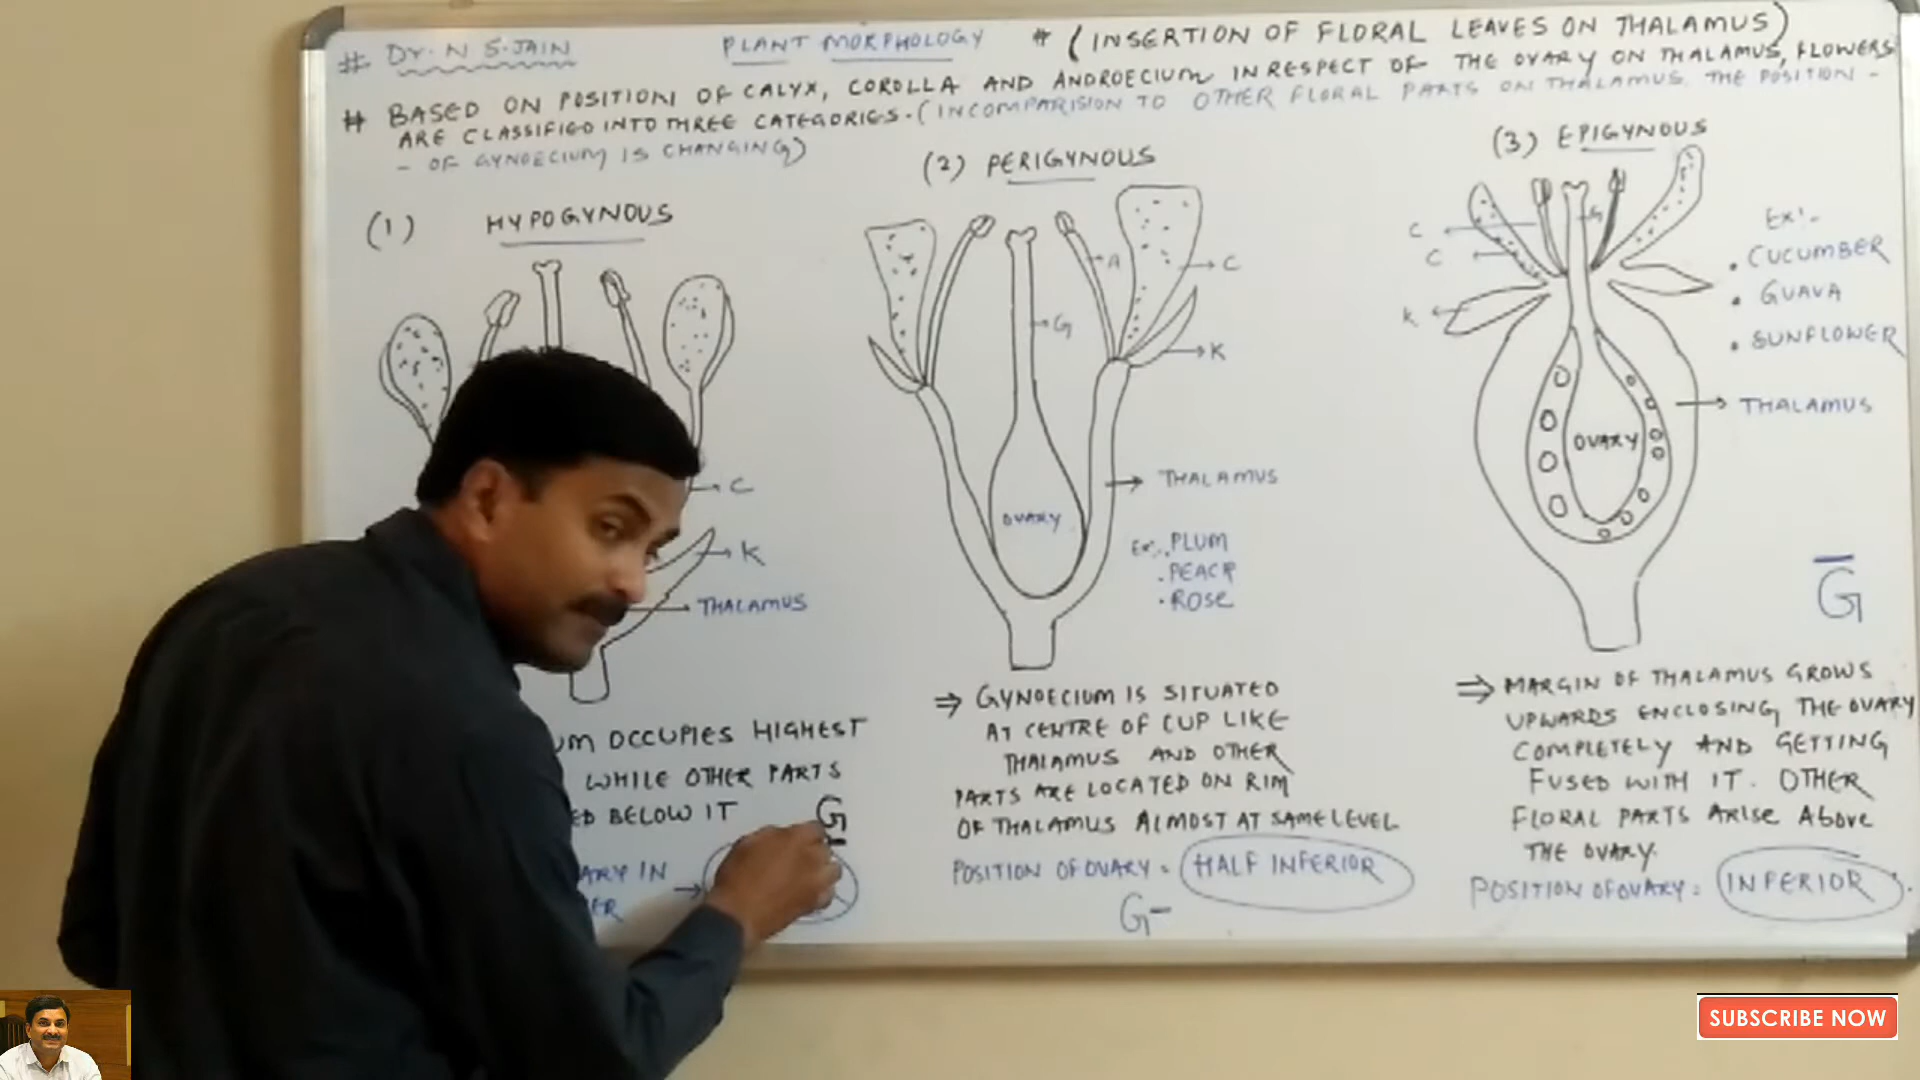 # Dr. N S. JAIN
PLANT MORPHOLOGY
# (INSERTION OF FLORAL LEAVES ON THALAMUS)
# BASED ON POSITION OF CALYX, COROLLA AND ANDROECIUM IN RESPECT OF THE OVARY ON THALAMUS, FLOWERS
ARE CLASSIFIED INTO THREE CATEGORIES. (INCOMPARISION TO OTHER FLORAL PARTS ON THALAMUS. THE POSITION -
- OF GYNOECIUM IS CHANGING)
(1) HYPOGYNOUS
C
K
THALAMUS
UM OCCUPIES HIGHEST
WHILE OTHER PARTS
ED BELOW IT
G
ARY IN
ER
(2) PERIGYNOUS
A
C
G
K
THALAMUS
OVARY
Ex:. PLUM
. PEACH
. ROSE
⇒ GYNOECIUM IS SITUATED
AT CENTRE OF CUP LIKE
THALAMUS AND OTHER
PARTS ARE LOCATED ON RIM
OF THALAMUS ALMOST AT SAME LEVEL
POSITION OF OVARY = HALF INFERIOR
G-
(3) EPIGYNOUS
G
C
C
K
Ex:-
. CUCUMBER
. GUAVA
. SUNFLOWER
THALAMUS
OVARY
G
⇒ MARGIN OF THALAMUS GROWS
UPWARDS ENCLOSING THE OVARY
COMPLETELY AND GETTING
FUSED WITH IT. OTHER
FLORAL PARTS ARISE ABOVE
THE OVARY.
POSITION OF OVARY = INFERIOR
SUBSCRIBE NOW